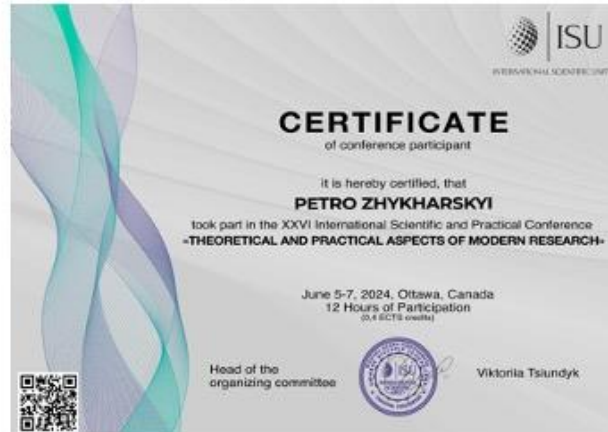 ISU
INTERNATIONAL SCIENTIFIC UNITY
CERTIFICATE
of conference participant
it is hereby certified, that
PETRO ZHYKHARSKYI
took part in the XXVI International Scientific and Practical Conference
«THEORETICAL AND PRACTICAL ASPECTS OF MODERN RESEARCH»
June 5-7, 2024, Ottawa, Canada
12 Hours of Participation
(0,4 ECTS credits)
Head of the
organizing committee
ISU
Viktoriia Tsiundyk